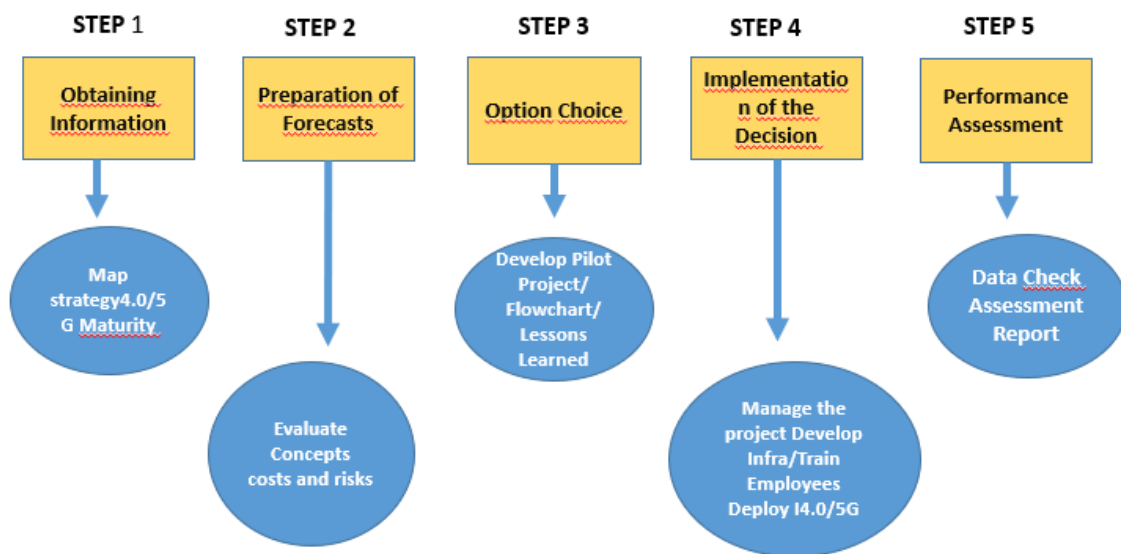 STEP 1
Obtaining
Information
Map
strategy4.0/5
G Maturity
STEP 2
Preparation of
Forecasts
Evaluate
Concepts
costs and risks
STEP 3
Option Choice
Develop Pilot
Project/
Flowchart/
Lessons
Learned
STEP 4
Implementatio
n of the
Decision
Manage the
project Develop
Infra/Train
Employees
Deploy I4.0/5G
STEP 5
Performance
Assessment
Data Check
Assessment
Report